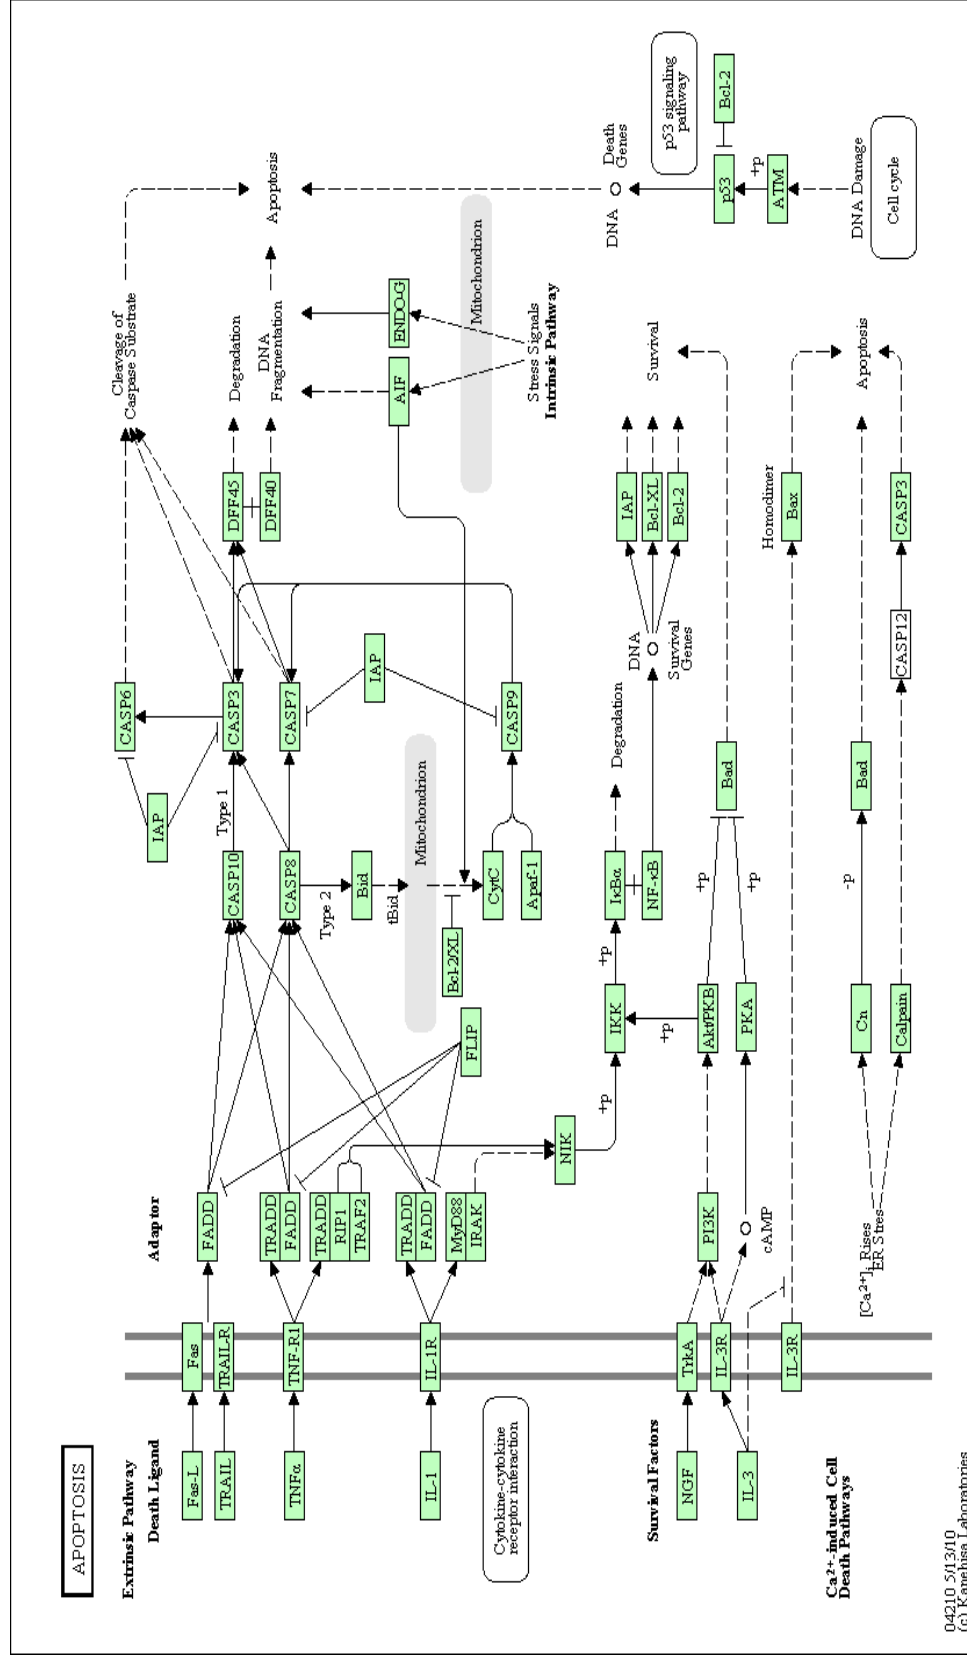 APOPTOSIS
Extrinsic Pathway
Death Ligand
Adaptor
Fas-L
Fas
FADD
TRAIL
TRAIL-R
TNFα
TNF-R1
TRADD
FADD
TRADD
RIP1
TRAF2
IL-1
IL-1R
TRADD
FADD
MyD88
IRAK
Cytokine-cytokine
receptor interaction
FLIP
NIK
IAP
CASP6
Cleavage of
Caspase Substrate
CASP10
Type 1
CASP3
DFF45
Degradation
CASP8
CASP7
DFF40
DNA
Fragmentation
Apoptosis
Type 2
Bid
tBid
IAP
Mitochondrion
Bcl-2/XL
CytC
Apaf-1
CASP9
AIF
ENDO-G
Mitochondrion
Stress Signals
Intrinsic Pathway
Survival Factors
NGF
TrkA
PI3K
IL-3
IL-3R
cAMP
IL-3R
+p
IKK
+p
IκBα
Degradation
NF-κB
DNA
Survival
Genes
IAP
Bcl-XL
Bcl-2
Survival
+p
Akt/PKB
PKA
+p
+p
Bad
Homodimer
Bax
DNA
Death
Genes
p53 signaling
pathway
p53
Bcl-2
+p
ATM
DNA Damage
Cell cycle
Ca²⁺-induced Cell
Death Pathways
[Ca²⁺]i Rises
ER Stres
Cn
-p
Bad
Apoptosis
Calpain
CASP12
CASP3
04210 5/13/10
(c) Kanehisa Laboratories